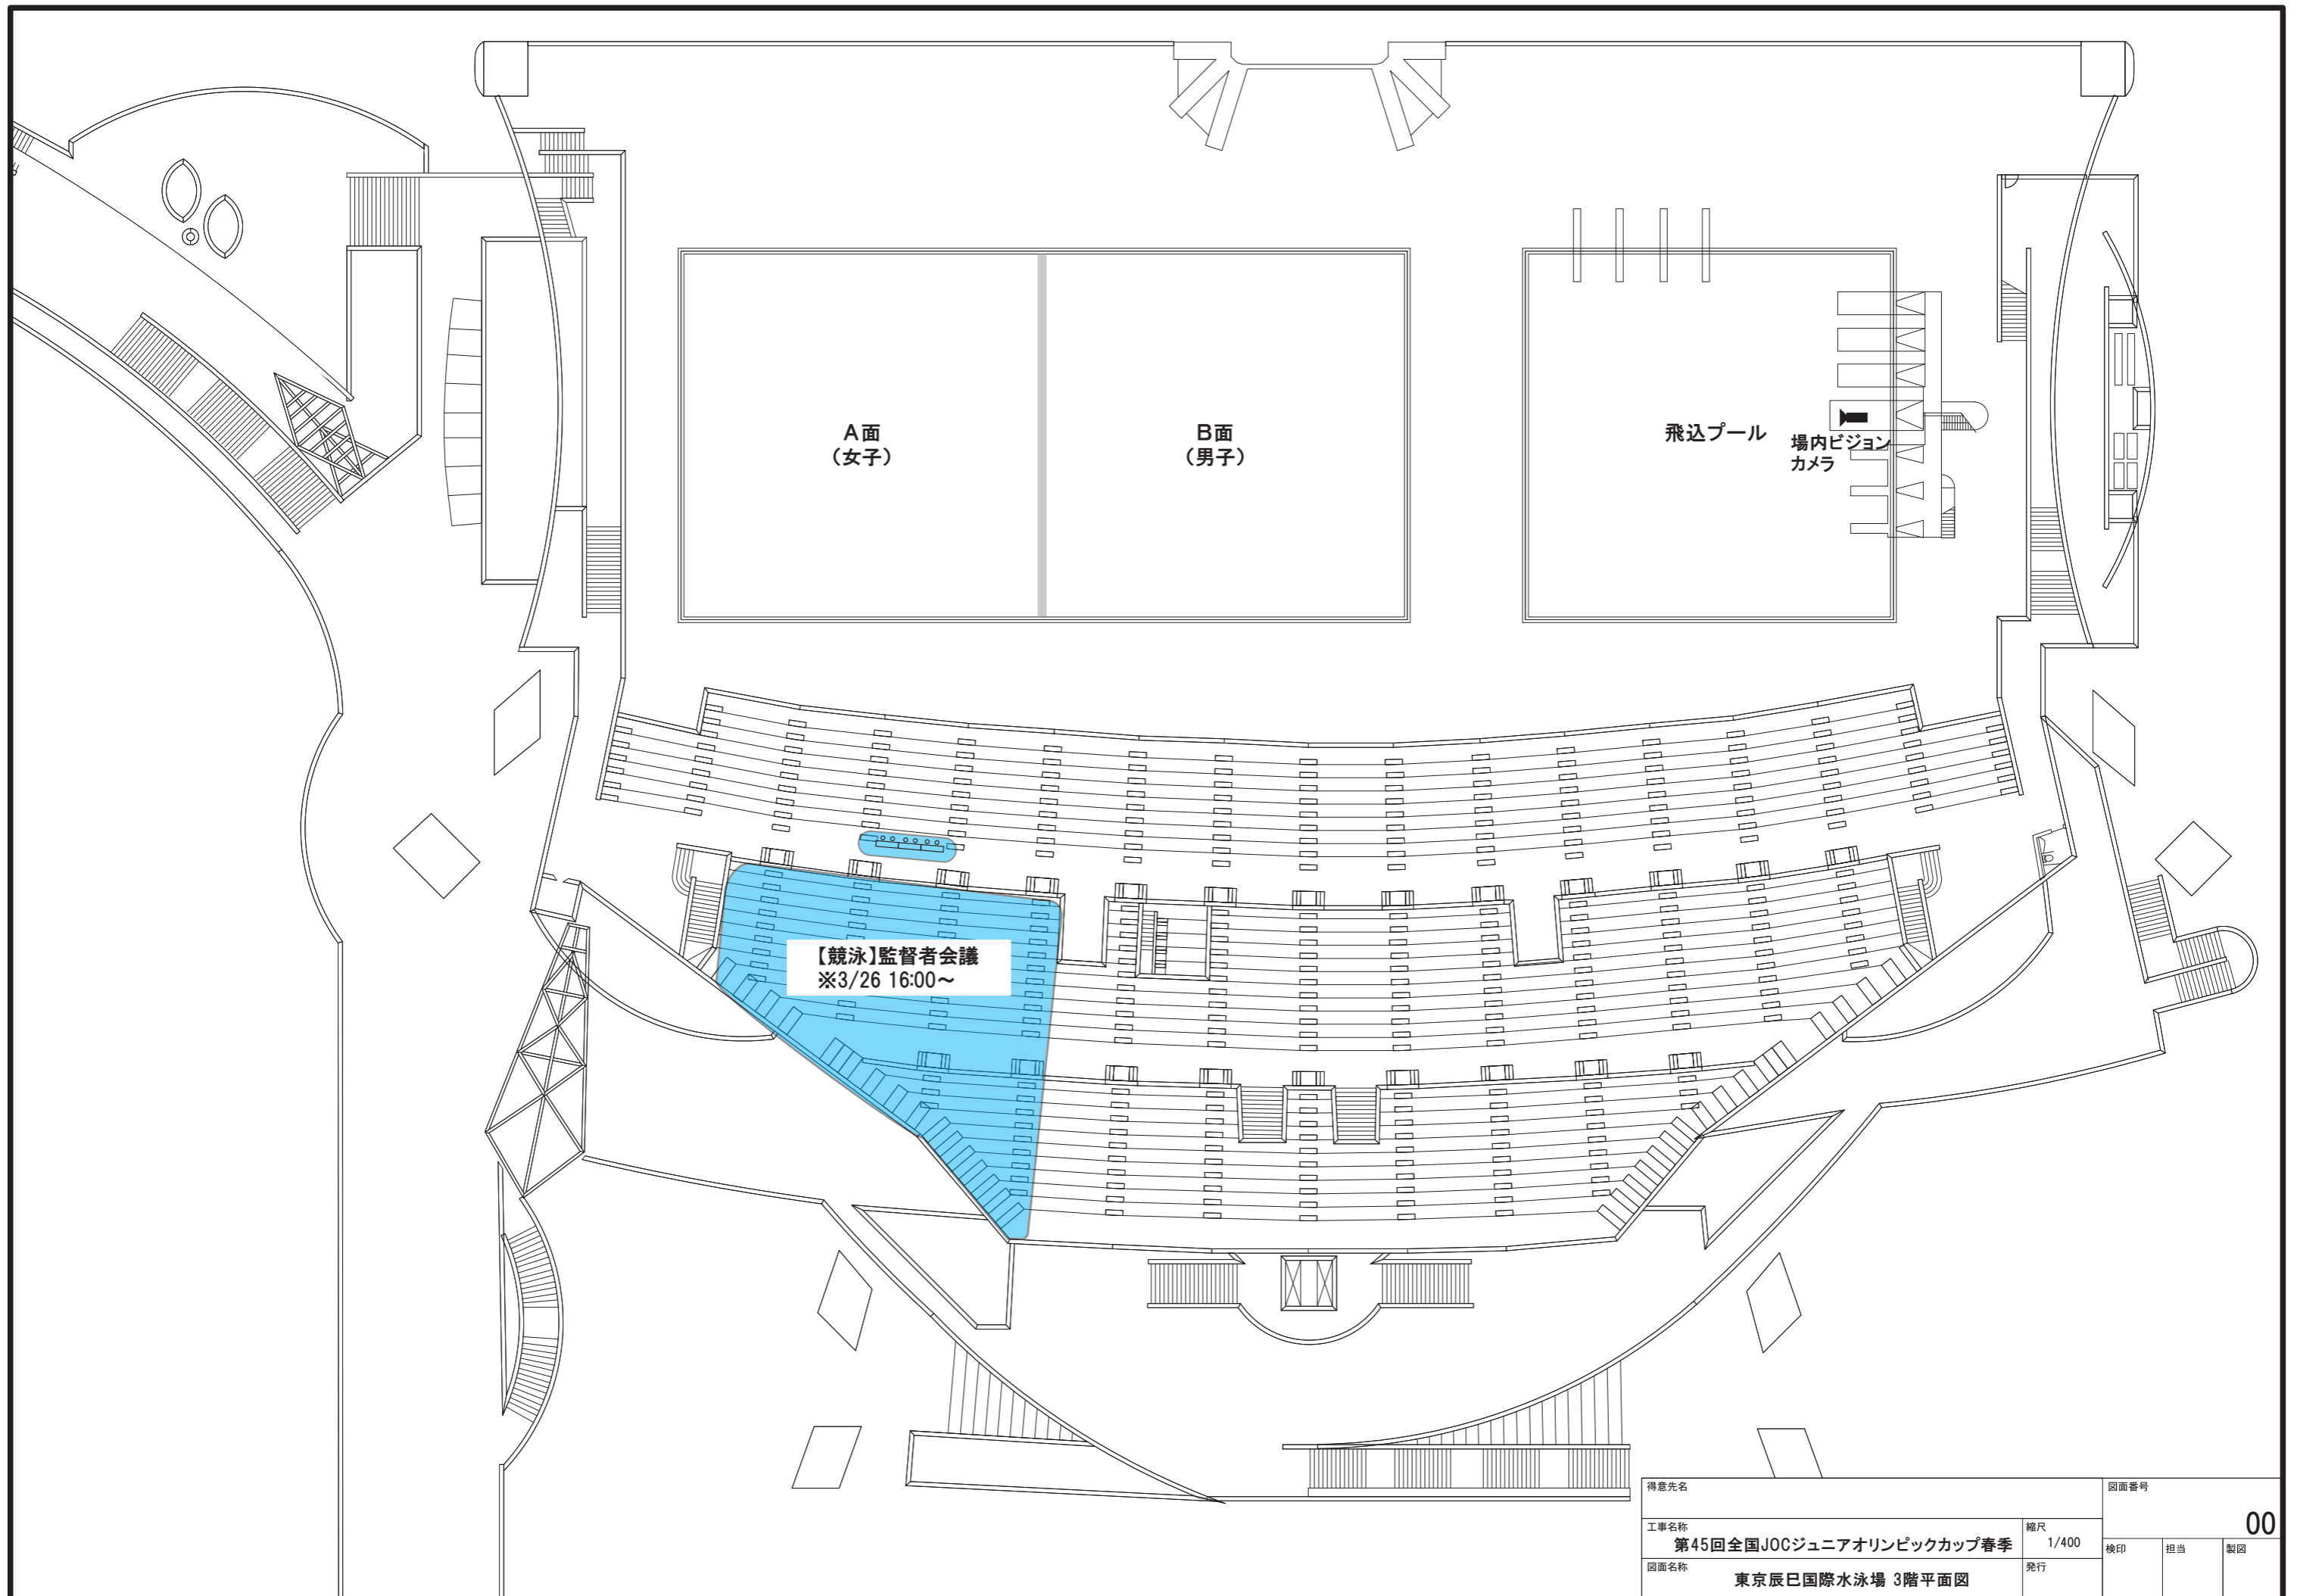 A面
（女子）
B面
（男子）
飛込プール
場内ビジョン
カメラ
【競泳】監督者会議
※3/26 16:00～
得意先名
図面番号
00
工事名称
第45回全国JOCジュニアオリンピックカップ春季
縮尺
1/400
検印
担当
製図
図面名称
東京辰巳国際水泳場 3階平面図
発行